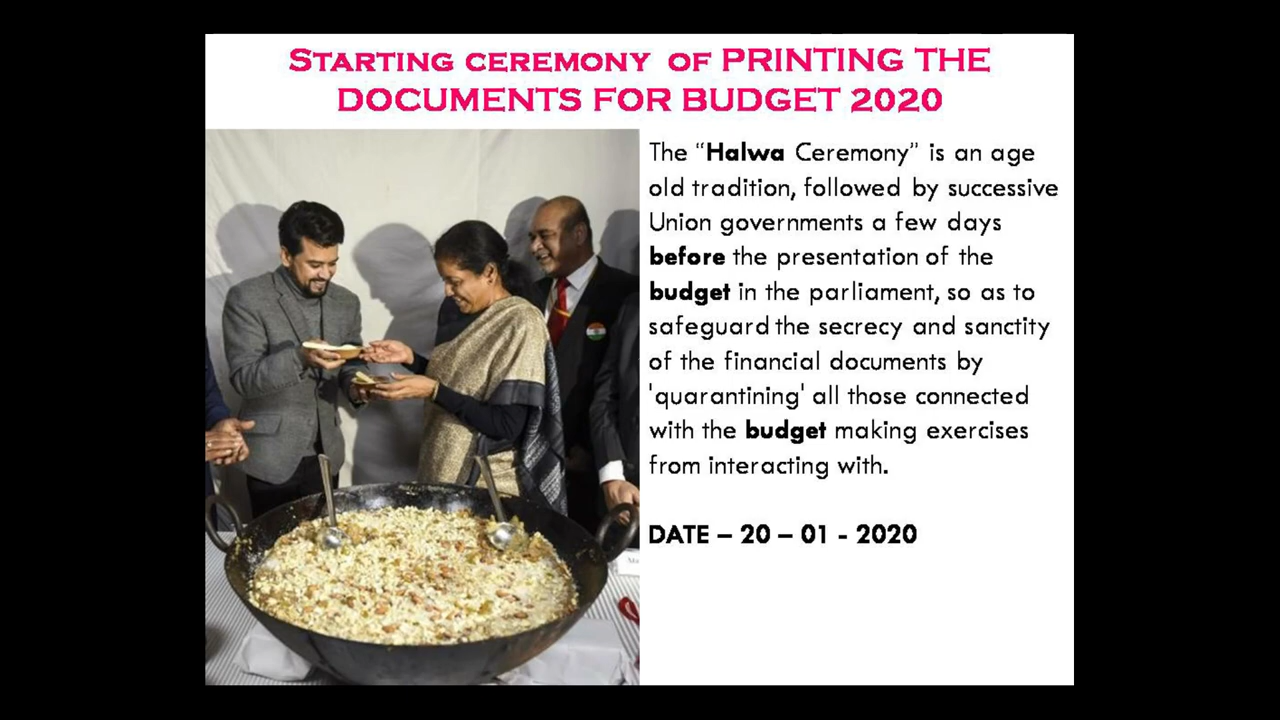 STARTING CEREMONY OF PRINTING THE
DOCUMENTS FOR BUDGET 2020
The “Halwa Ceremony” is an age
old tradition, followed by successive
Union governments a few days
before the presentation of the
budget in the parliament, so as to
safeguard the secrecy and sanctity
of the financial documents by
'quarantining' all those connected
with the budget making exercises
from interacting with.
DATE – 20 – 01 - 2020